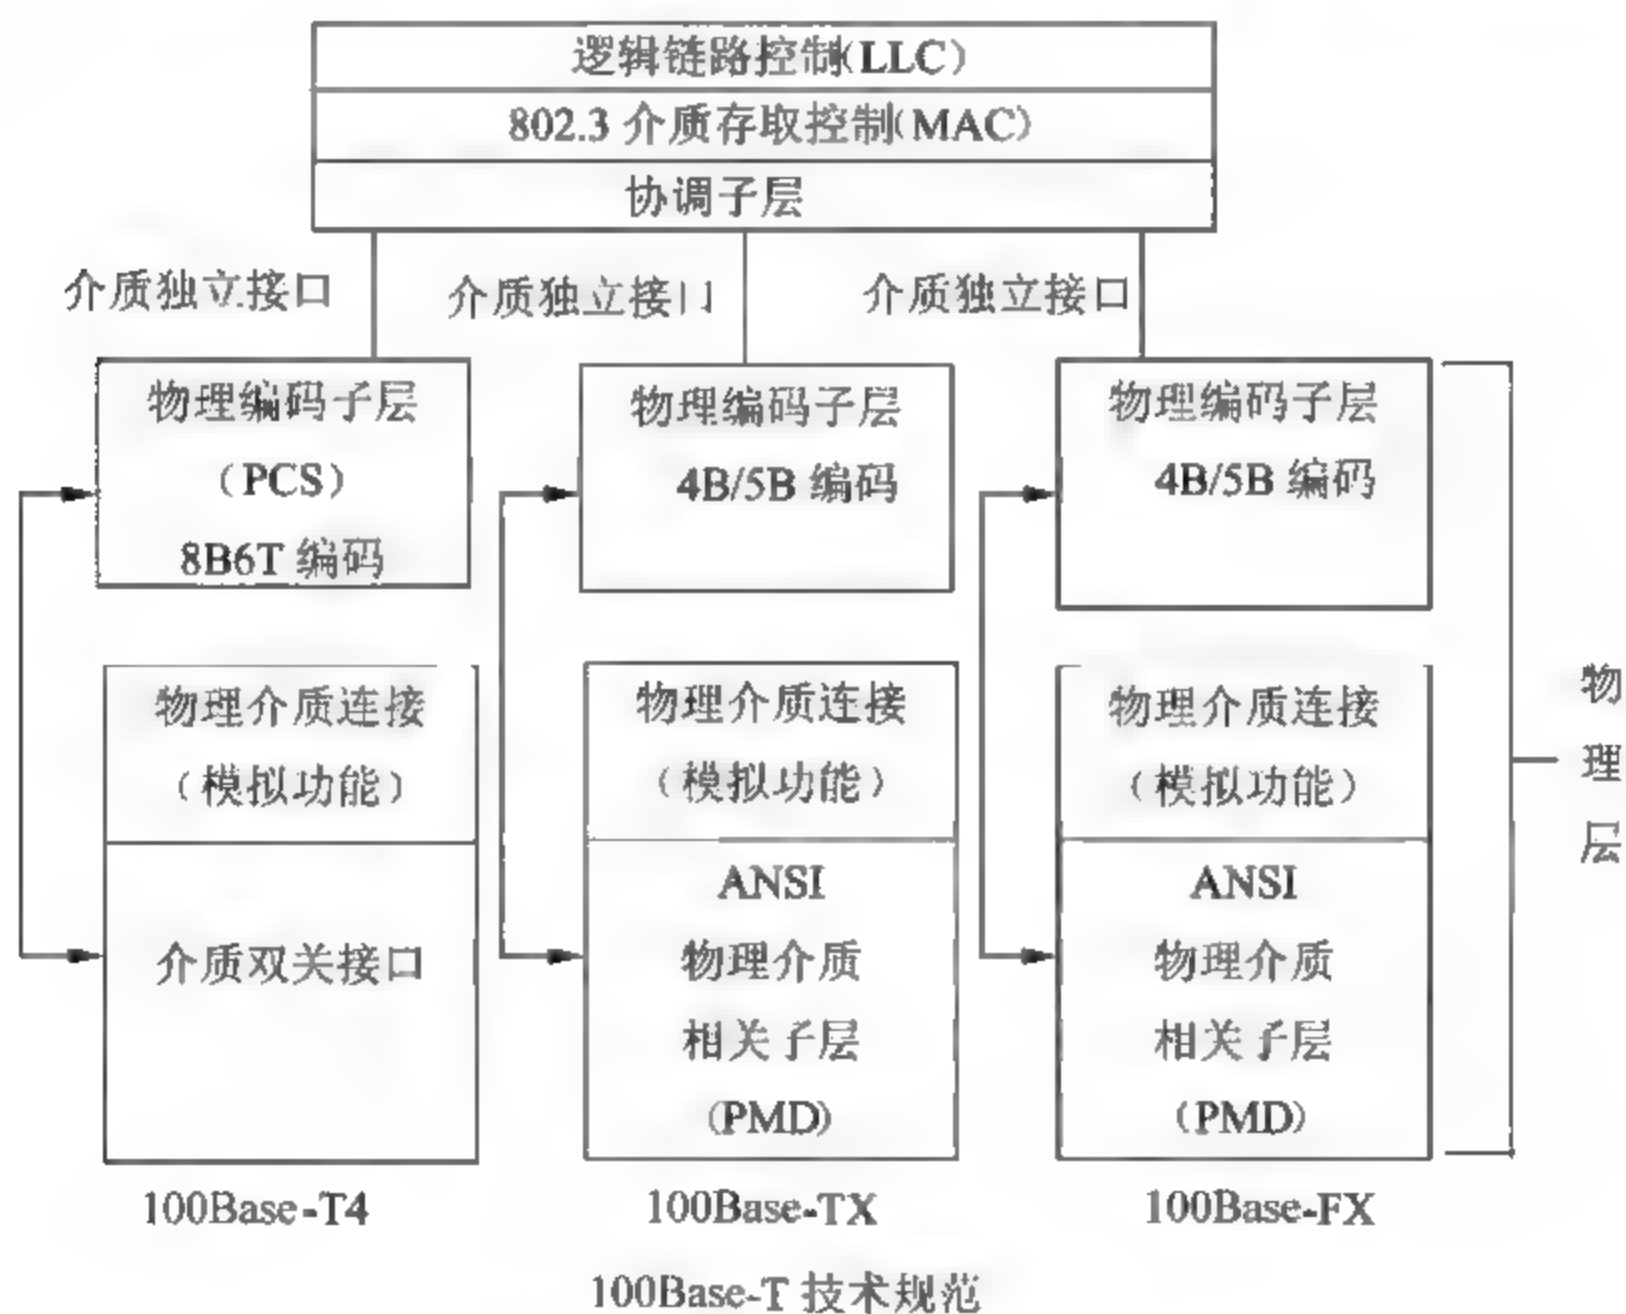 逻辑链路控制(LLC)
802.3 介质存取控制(MAC)
协调子层
介质独立接口
介质独立接口
介质独立接口
物理编码子层
(PCS)
8B6T 编码
物理编码子层
4B/5B 编码
物理编码子层
4B/5B 编码
物理介质连接
(模拟功能)
介质双关接口
物理介质连接
(模拟功能)
ANSI
物理介质
相关子层
(PMD)
物理介质连接
(模拟功能)
ANSI
物理介质
相关子层
(PMD)
物
理
层
100Base-T4
100Base-TX
100Base-FX
100Base-T 技术规范